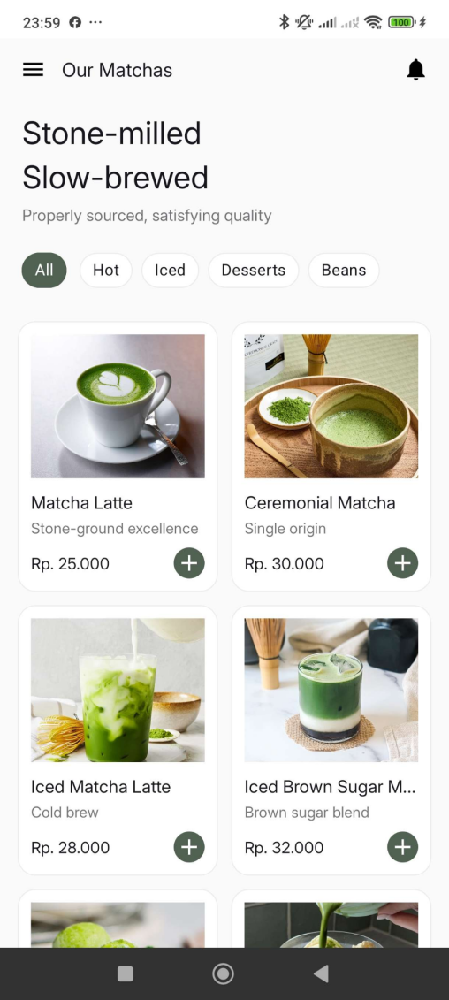 23:59
100
Our Matchas
Stone-milled
Slow-brewed
Properly sourced, satisfying quality
All Hot Iced Desserts Beans
Matcha Latte
Stone-ground excellence
Rp. 25.000
Ceremonial Matcha
Single origin
Rp. 30.000
Iced Matcha Latte
Cold brew
Rp. 28.000
Iced Brown Sugar M...
Brown sugar blend
Rp. 32.000